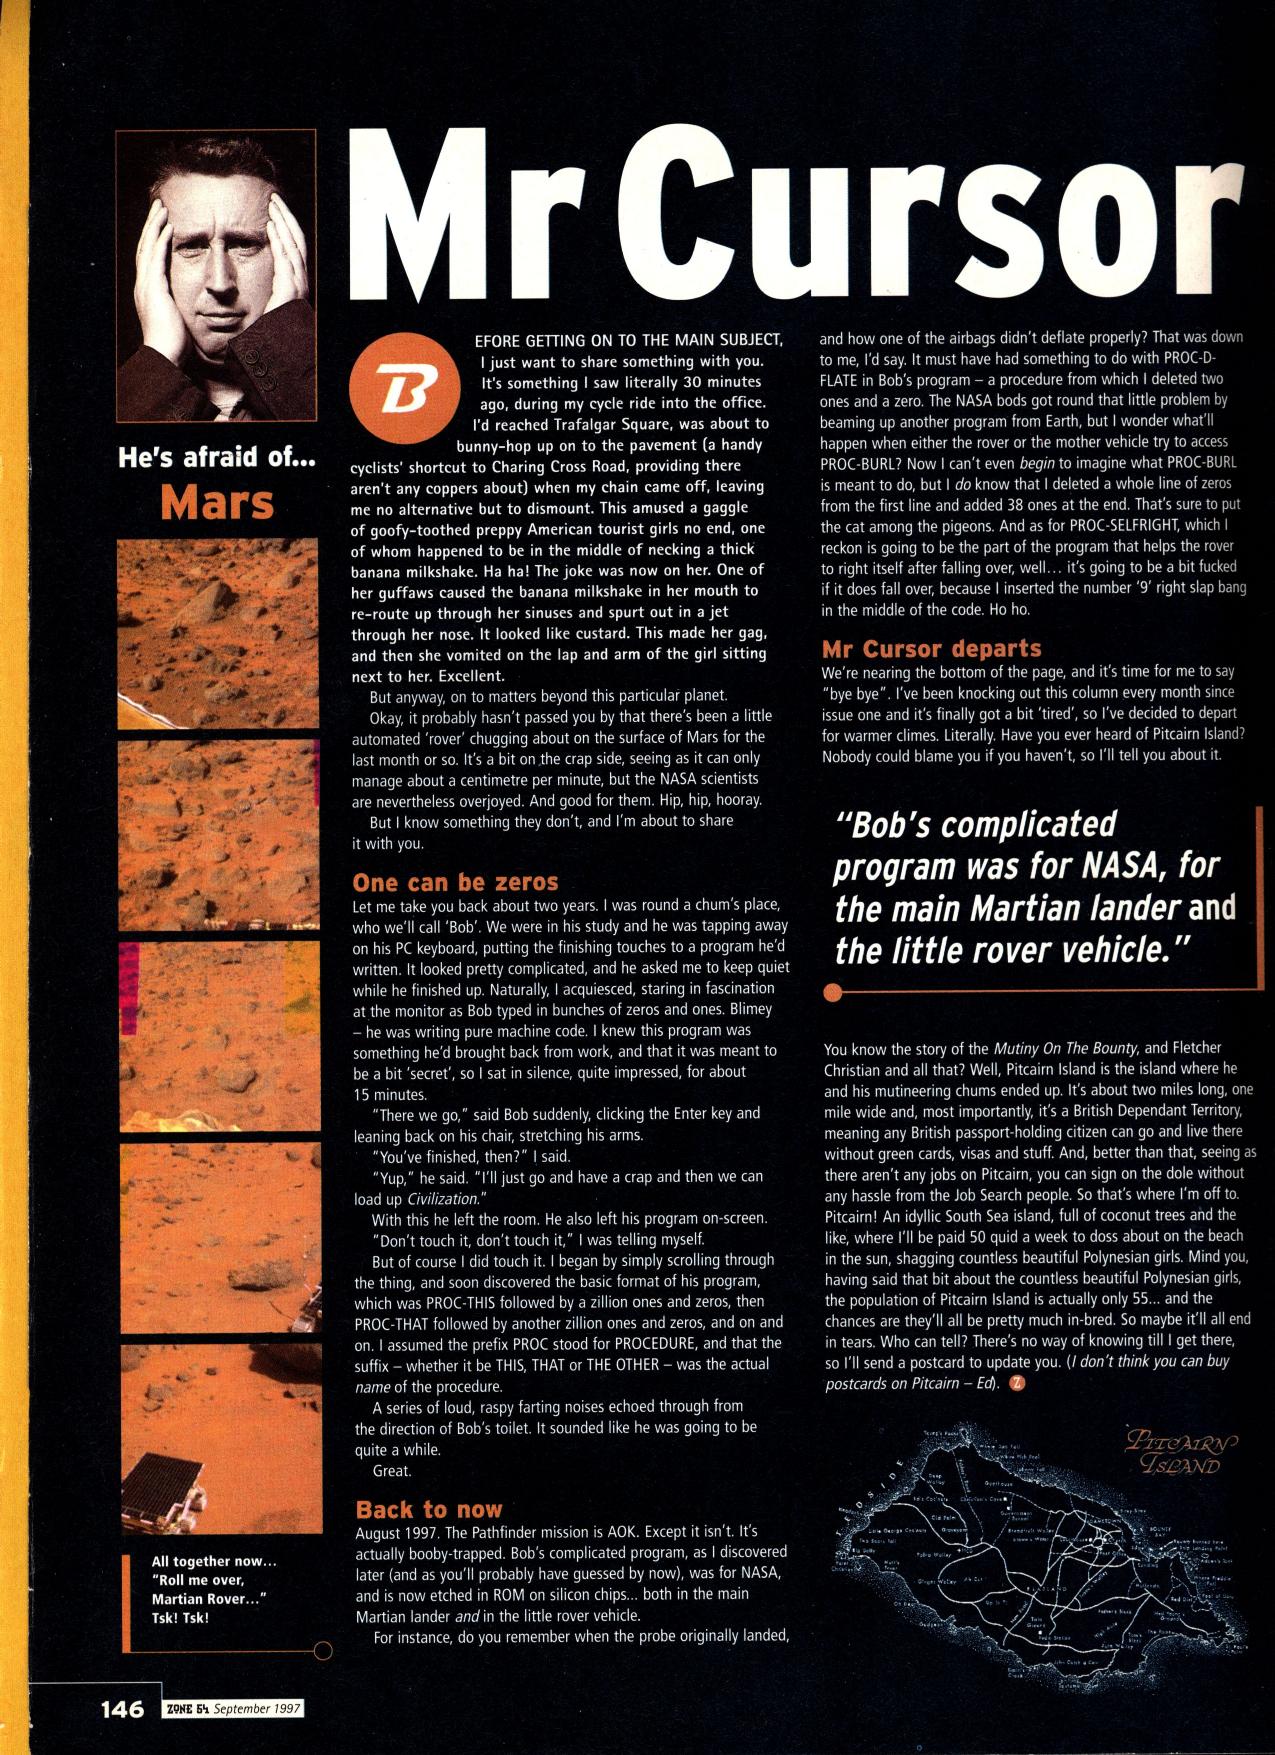 Mr Cursor
He's afraid of...
Mars
BEFORE GETTING ON TO THE MAIN SUBJECT,
I just want to share something with you.
It's something I saw literally 30 minutes
ago, during my cycle ride into the office.
I'd reached Trafalgar Square, was about to
bunny-hop up on to the pavement (a handy
cyclists' shortcut to Charing Cross Road, providing there
aren't any coppers about) when my chain came off, leaving
me no alternative but to dismount. This amused a gaggle
of goofy-toothed preppy American tourist girls no end, one
of whom happened to be in the middle of necking a thick
banana milkshake. Ha ha! The joke was now on her. One of
her guffaws caused the banana milkshake in her mouth to
re-route up through her sinuses and spurt out in a jet
through her nose. It looked like custard. This made her gag,
and then she vomited on the lap and arm of the girl sitting
next to her. Excellent.
But anyway, on to matters beyond this particular planet.
Okay, it probably hasn't passed you by that there's been a little
automated 'rover' chugging about on the surface of Mars for the
last month or so. It's a bit on the crap side, seeing as it can only
manage about a centimetre per minute, but the NASA scientists
are nevertheless overjoyed. And good for them. Hip, hip, hooray.
But I know something they don't, and I'm about to share
it with you.
One can be zeros
Let me take you back about two years. I was round a chum's place,
who we'll call 'Bob'. We were in his study and he was tapping away
on his PC keyboard, putting the finishing touches to a program he'd
written. It looked pretty complicated, and he asked me to keep quiet
while he finished up. Naturally, I acquiesced, staring in fascination
at the monitor as Bob typed in bunches of zeros and ones. Blimey
– he was writing pure machine code. I knew this program was
something he'd brought back from work, and that it was meant to
be a bit 'secret', so I sat in silence, quite impressed, for about
15 minutes.
"There we go," said Bob suddenly, clicking the Enter key and
leaning back on his chair, stretching his arms.
"You've finished, then?" I said.
"Yup," he said. "I'll just go and have a crap and then we can
load up Civilization."
With this he left the room. He also left his program on-screen.
"Don't touch it, don't touch it," I was telling myself.
But of course I did touch it. I began by simply scrolling through
the thing, and soon discovered the basic format of his program,
which was PROC-THIS followed by a zillion ones and zeros, then
PROC-THAT followed by another zillion ones and zeros, and on and
on. I assumed the prefix PROC stood for PROCEDURE, and that the
suffix – whether it be THIS, THAT or THE OTHER – was the actual
name of the procedure.
A series of loud, raspy farting noises echoed through from
the direction of Bob's toilet. It sounded like he was going to be
quite a while.
Great.
Back to now
August 1997. The Pathfinder mission is AOK. Except it isn't. It's
actually booby-trapped. Bob's complicated program, as I discovered
later (and as you'll probably have guessed by now), was for NASA,
and is now etched in ROM on silicon chips... both in the main
Martian lander and in the little rover vehicle.
For instance, do you remember when the probe originally landed,
and how one of the airbags didn't deflate properly? That was down
to me, I'd say. It must have had something to do with PROC-D-
FLATE in Bob's program – a procedure from which I deleted two
ones and a zero. The NASA bods got round that little problem by
beaming up another program from Earth, but I wonder what'll
happen when either the rover or the mother vehicle try to access
PROC-BURL? Now I can't even begin to imagine what PROC-BURL
is meant to do, but I do know that I deleted a whole line of zeros
from the first line and added 38 ones at the end. That's sure to put
the cat among the pigeons. And as for PROC-SELFRIGHT, which I
reckon is going to be the part of the program that helps the rover
to right itself after falling over, well... it's going to be a bit fucked
if it does fall over, because I inserted the number '9' right slap bang
in the middle of the code. Ho ho.
Mr Cursor departs
We're nearing the bottom of the page, and it's time for me to say
"bye bye". I've been knocking out this column every month since
issue one and it's finally got a bit 'tired', so I've decided to depart
for warmer climes. Literally. Have you ever heard of Pitcairn Island?
Nobody could blame you if you haven't, so I'll tell you about it.
"Bob's complicated
program was for NASA, for
the main Martian lander and
the little rover vehicle."
You know the story of the Mutiny On The Bounty, and Fletcher
Christian and all that? Well, Pitcairn Island is the island where he
and his mutineering chums ended up. It's about two miles long, one
mile wide and, most importantly, it's a British Dependant Territory,
meaning any British passport-holding citizen can go and live there
without green cards, visas and stuff. And, better than that, seeing as
there aren't any jobs on Pitcairn, you can sign on the dole without
any hassle from the Job Search people. So that's where I'm off to.
Pitcairn! An idyllic South Sea island, full of coconut trees and the
like, where I'll be paid 50 quid a week to doss about on the beach
in the sun, shagging countless beautiful Polynesian girls. Mind you,
having said that bit about the countless beautiful Polynesian girls,
the population of Pitcairn Island is actually only 55... and the
chances are they'll all be pretty much in-bred. So maybe it'll all end
in tears. Who can tell? There's no way of knowing till I get there,
so I'll send a postcard to update you. (I don't think you can buy
postcards on Pitcairn – Ed). Z
PITCAIRN
ISLAND
All together now...
"Roll me over,
Martian Rover..."
Tsk! Tsk!
146 ZONE 64 September 1997